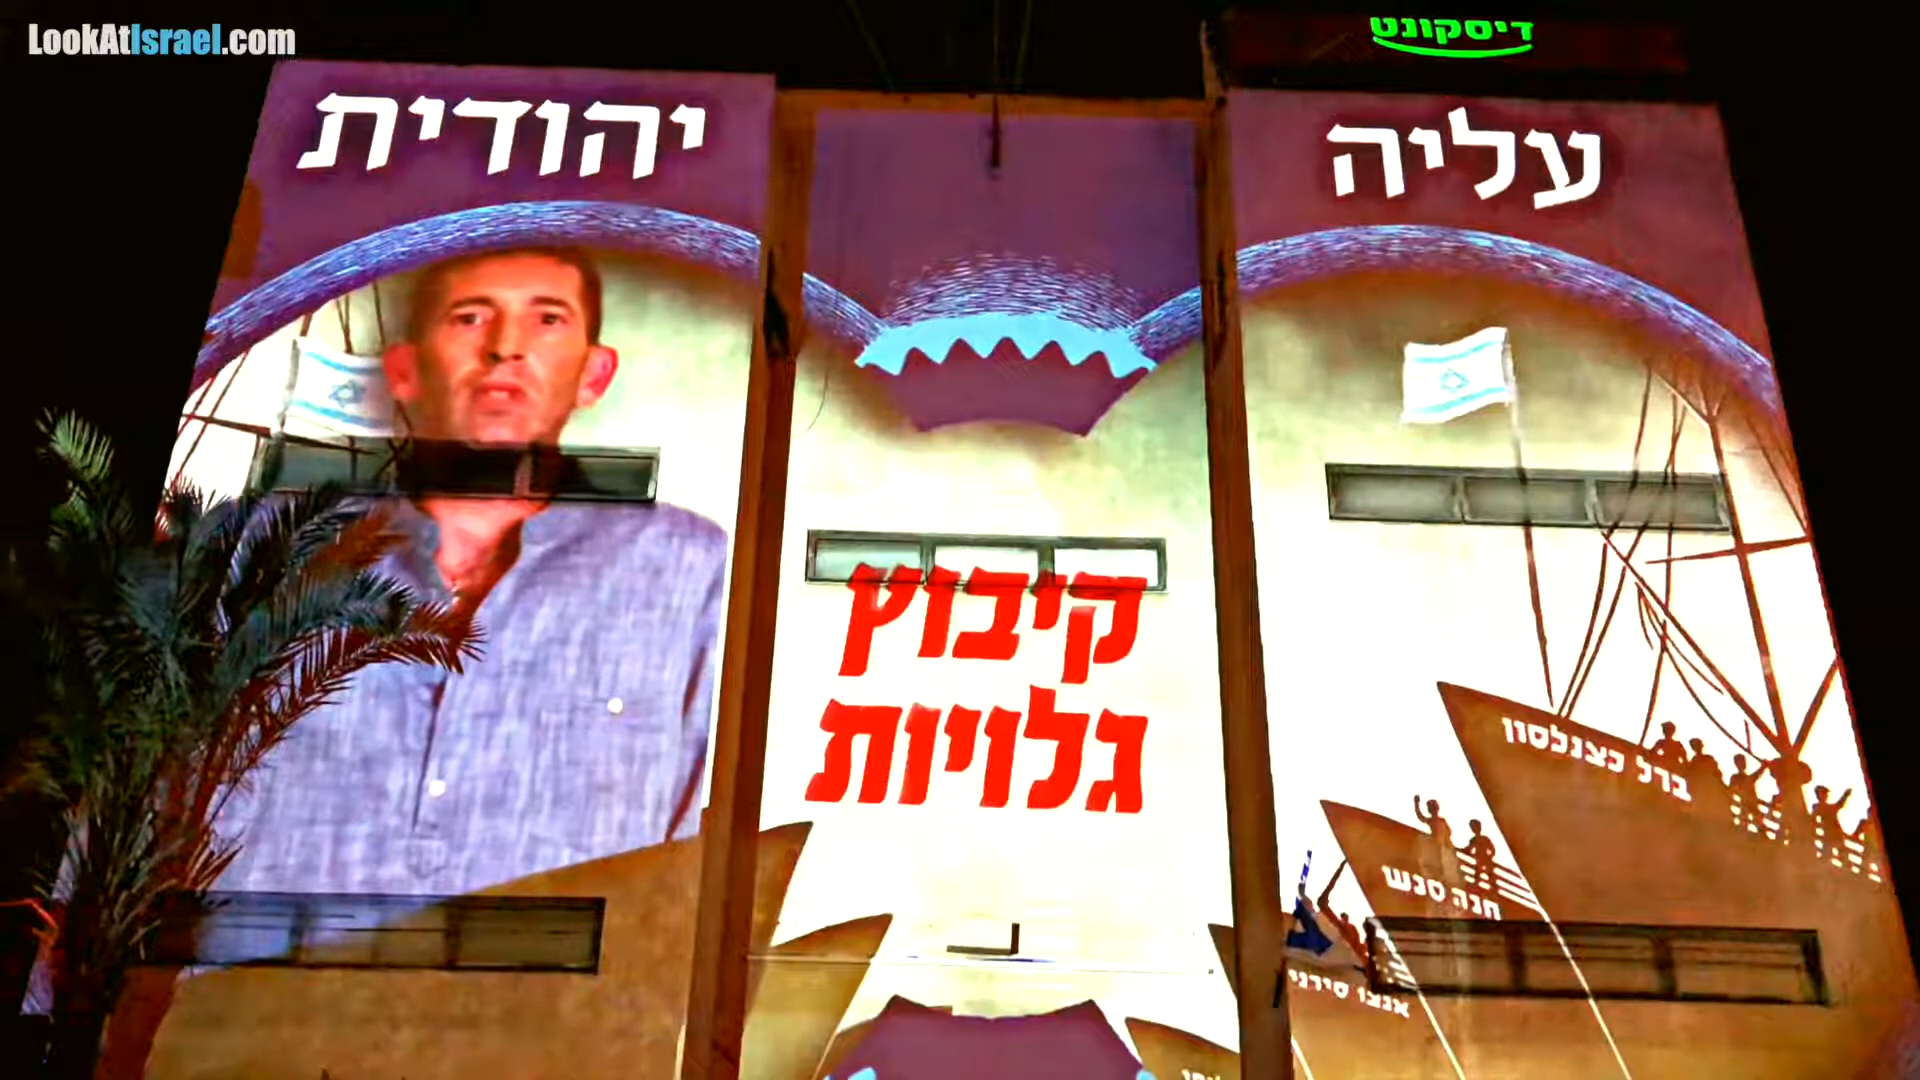 LookAtIsrael.com
דיסקונט
עליה
יהודית
קיבוץ
גלויות
ברל כצנלסון
חנה סנש
אנצו סירני